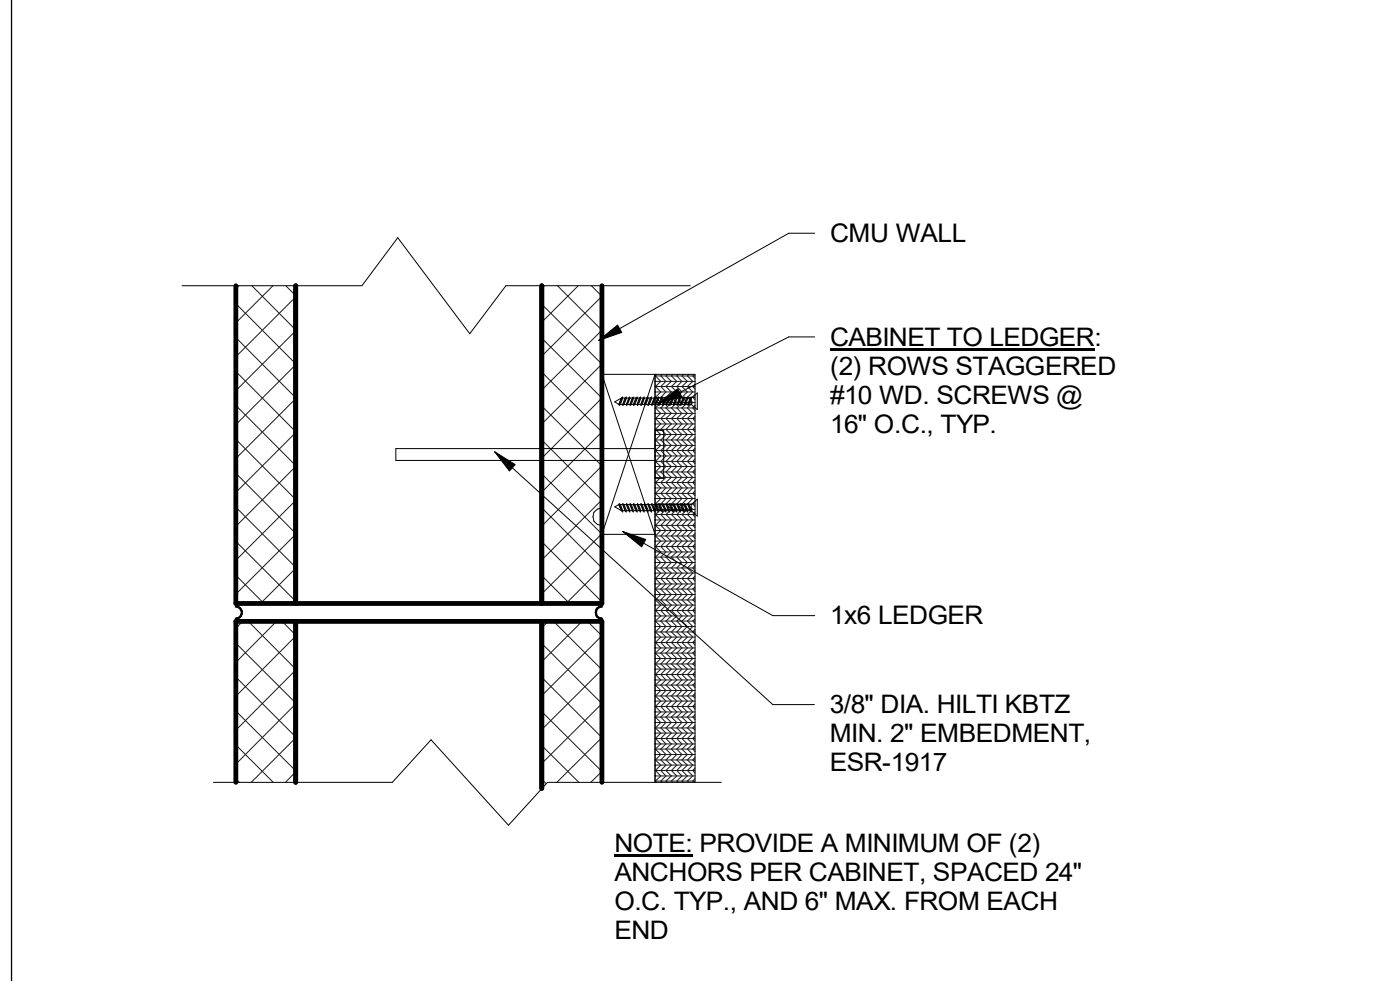 CMU WALL
CABINET TO LEDGER:
(2) ROWS STAGGERED
#10 WD. SCREWS @
16" O.C., TYP.
1x6 LEDGER
3/8" DIA. HILTI KBTZ
MIN. 2" EMBEDMENT,
ESR-1917
NOTE: PROVIDE A MINIMUM OF (2)
ANCHORS PER CABINET, SPACED 24"
O.C. TYP., AND 6" MAX. FROM EACH
END